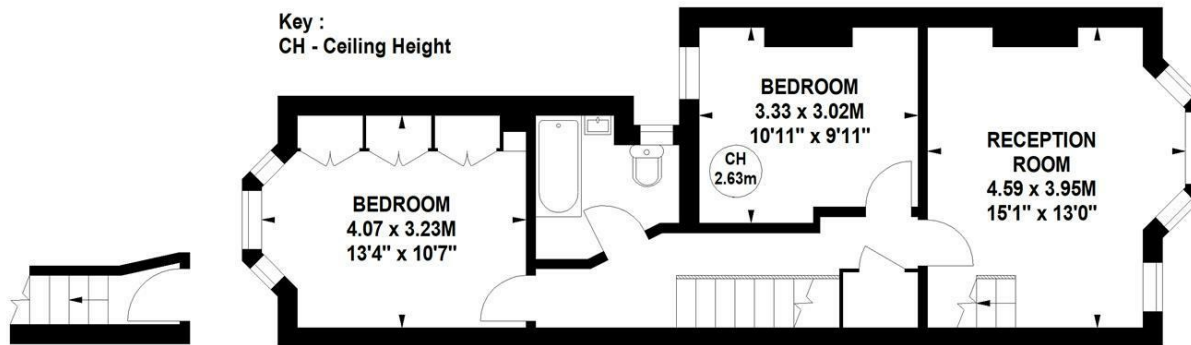 Key :
CH - Ceiling Height
BEDROOM
3.33 x 3.02M
10'11" x 9'11"
CH
2.63m
RECEPTION
ROOM
4.59 x 3.95M
15'1" x 13'0"
BEDROOM
4.07 x 3.23M
13'4" x 10'7"